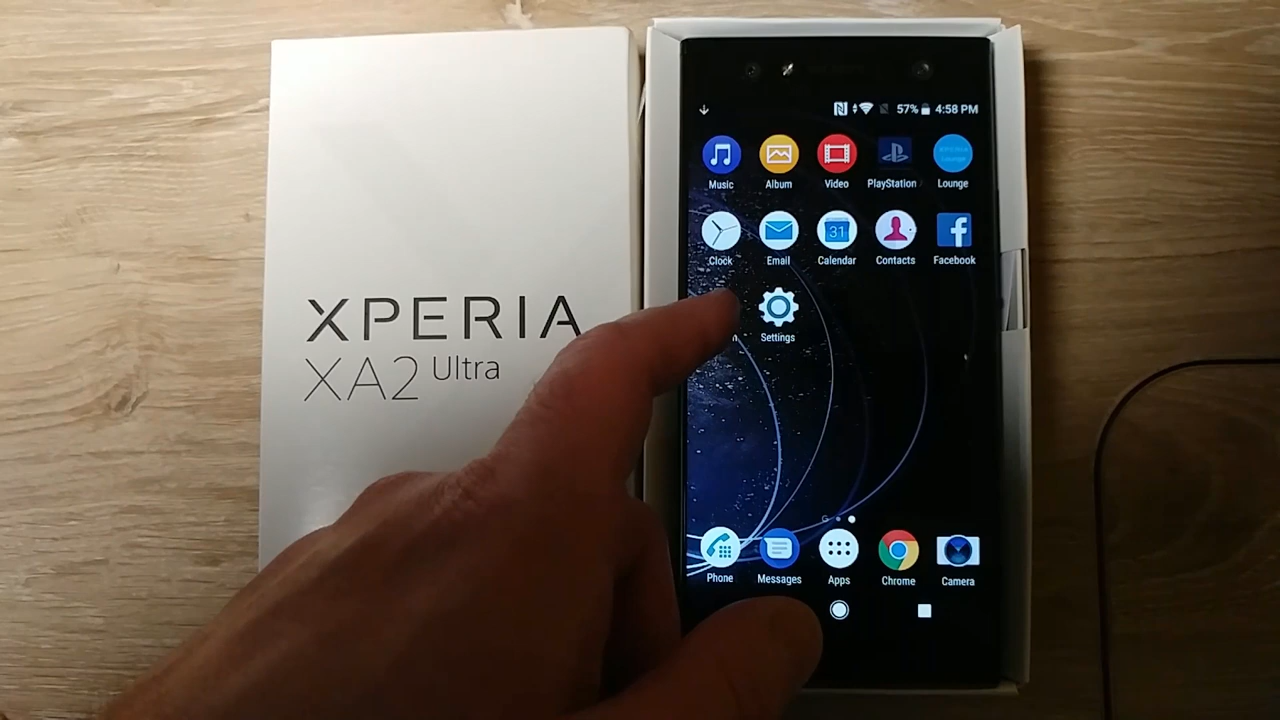 XPERIA
XA2 Ultra
57% 4:58 PM
Music Album Video PlayStation Lounge
Clock Email 31 Calendar Contacts Facebook
Settings
Phone Messages Apps Chrome Camera